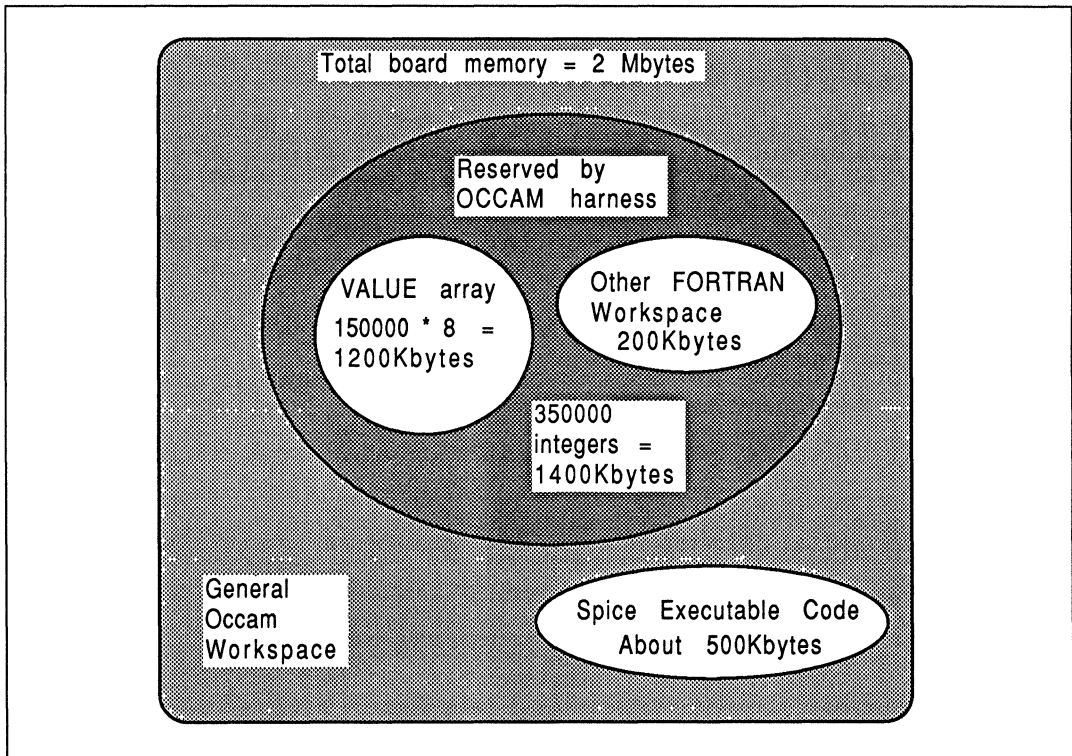 Total board memory = 2 Mbytes
Reserved by
OCCAM harness
VALUE array
150000 * 8 =
1200Kbytes
Other FORTRAN
Workspace
200Kbytes
350000
integers =
1400Kbytes
General
Occam
Workspace
Spice Executable Code
About 500Kbytes